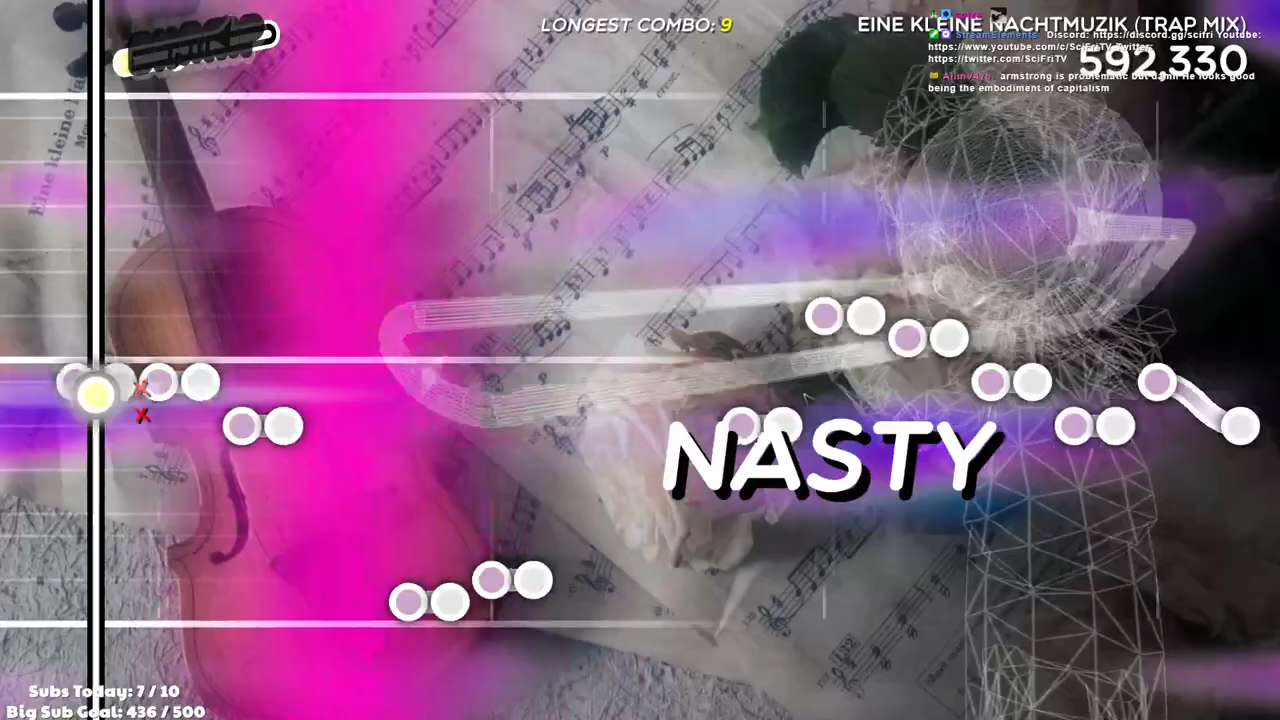 LONGEST COMBO: 9
EINE KLEINE NACHTMUZIK (TRAP MIX)
StreamElements Discord: https://discord.gg/scifri Youtube:
https://www.youtube.com/c/SciFriTV Twitter:
https://twitter.com/SciFriTV
592,330
armstrong is problematic but damn He looks good
being the embodiment of capitalism
Eine kleine
NASTY
Subs Today: 7 / 10
Big Sub Goal: 436 / 500